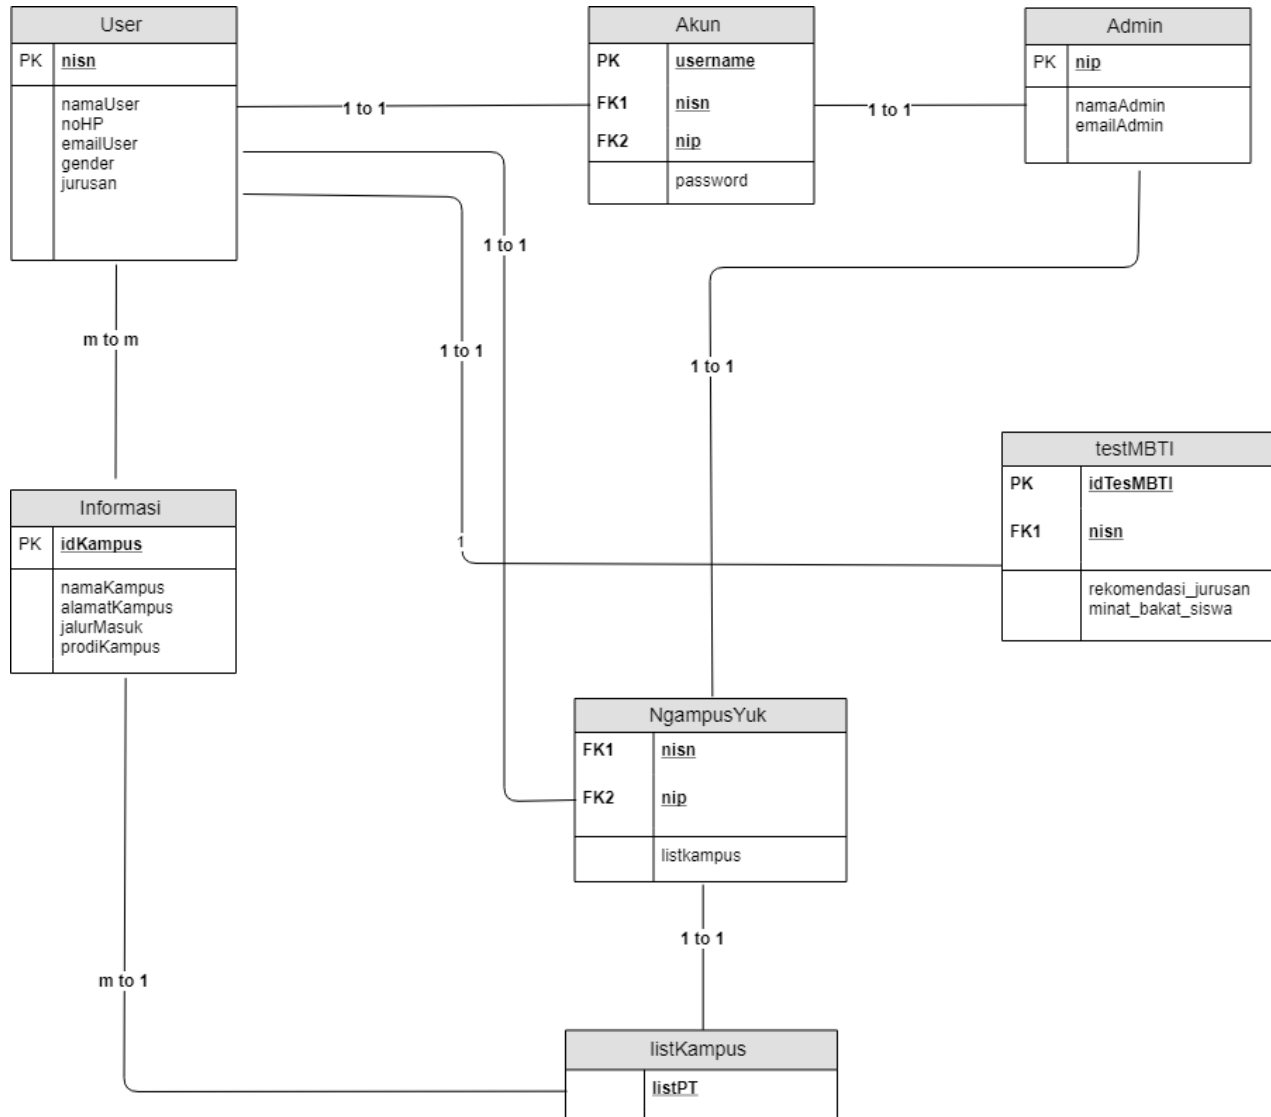 User
PK nisn
namaUser
noHP
emailUser
gender
jurusan
1 to 1
Akun
PK username
FK1 nisn
FK2 nip
password
1 to 1
Admin
PK nip
namaAdmin
emailAdmin
1 to 1
m to m
1 to 1
1 to 1
1
testMBTI
PK idTesMBTI
FK1 nisn
rekomendasi_jurusan
minat_bakat_siswa
Informasi
PK idKampus
namaKampus
alamatKampus
jalurMasuk
prodiKampus
NgampusYuk
FK1 nisn
FK2 nip
listkampus
1 to 1
m to 1
listKampus
listPT